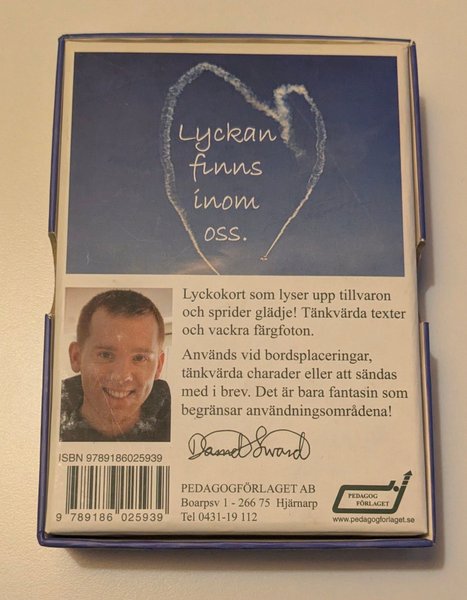 Lyckan
finns
inom
oss.
Lyckokort som lyser upp tillvaron
och sprider glädje! Tänkvärda texter
och vackra färgfoton.
Används vid bordsplaceringar,
tänkvärda charader eller att sändas
med i brev. Det är bara fantasin som
begränsar användningsområdena!
ISBN 9789186025939
9 789186 025939
PEDAGOGFÖRLAGET AB
Boarpsv 1 - 266 75 Hjärnarp
Tel 0431-19 112
PEDAGOG
FÖRLAGET
www.pedagogforlaget.se